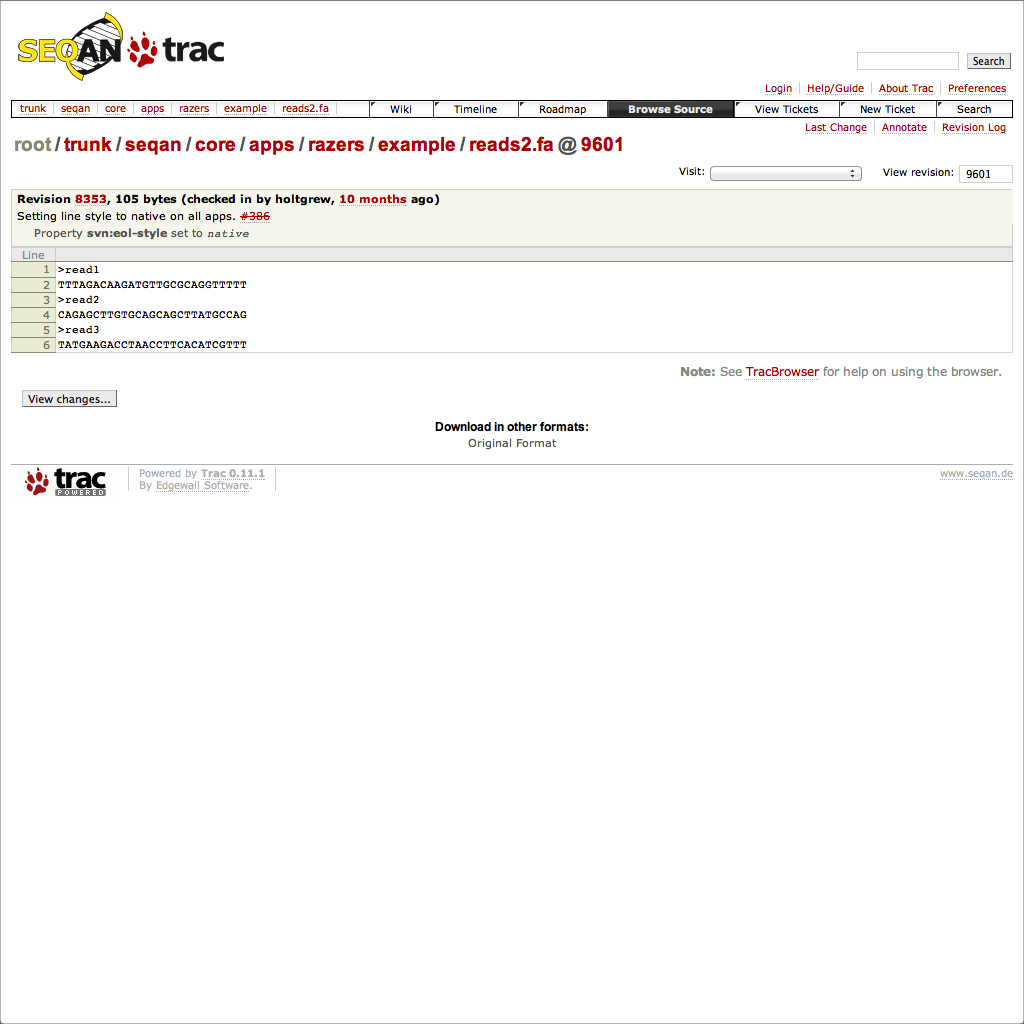 SEQAN trac
Search
Login Help/Guide About Trac Preferences
trunk seqan core apps razers example reads2.fa Wiki Timeline Roadmap Browse Source View Tickets New Ticket Search
Last Change Annotate Revision Log
root/trunk/seqan/core/apps/razers/example/reads2.fa @ 9601
Visit: View revision: 9601
Revision 8353, 105 bytes (checked in by holtgrew, 10 months ago)
Setting line style to native on all apps. #386
Property svn:eol-style set to native
Line
1 >read1
2 TTTAGACAAGATGTTGCGCAGGTTTTT
3 >read2
4 CAGAGCTTGTGCAGCAGCTTATGCCAG
5 >read3
6 TATGAAGACCTAACCTTCACATCGTTT
Note: See TracBrowser for help on using the browser.
View changes...
Download in other formats:
Original Format
trac POWERED
Powered by Trac 0.11.1
By Edgewall Software.
www.seqan.de